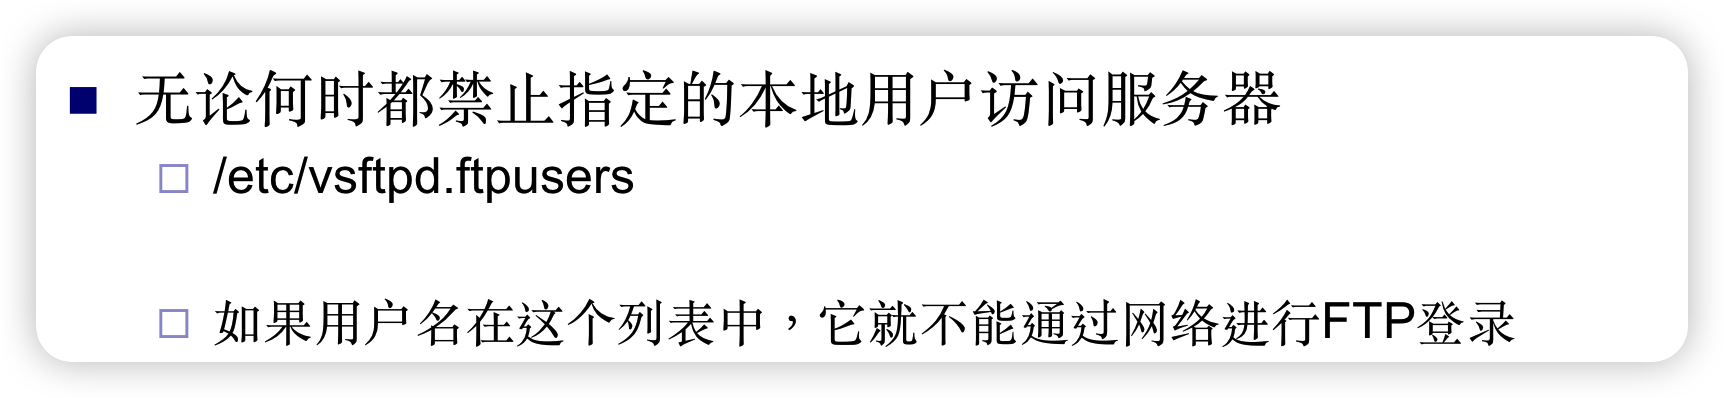 无论何时都禁止指定的本地用户访问服务器
/etc/vsftpd.ftpusers
如果用户名在这个列表中，它就不能通过网络进行FTP登录